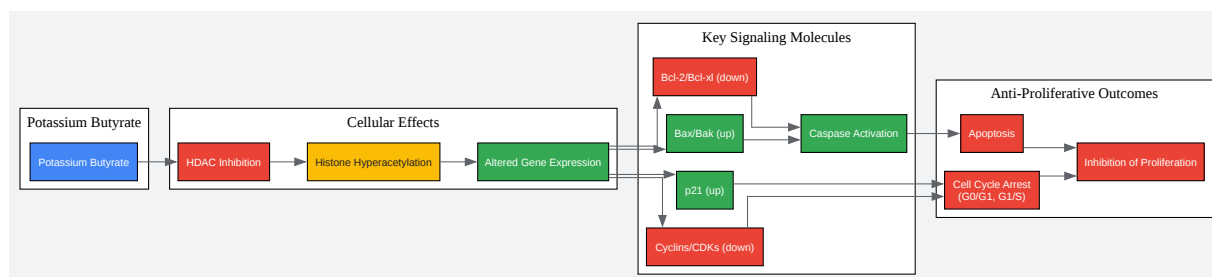 Potassium Butyrate
Potassium Butyrate
Cellular Effects
HDAC Inhibition
Histone Hyperacetylation
Altered Gene Expression
Key Signaling Molecules
Bcl-2/Bcl-xl (down)
Bax/Bak (up)
Caspase Activation
p21 (up)
Cyclins/CDKs (down)
Anti-Proliferative Outcomes
Apoptosis
Inhibition of Proliferation
Cell Cycle Arrest
(G0/G1, G1/S)